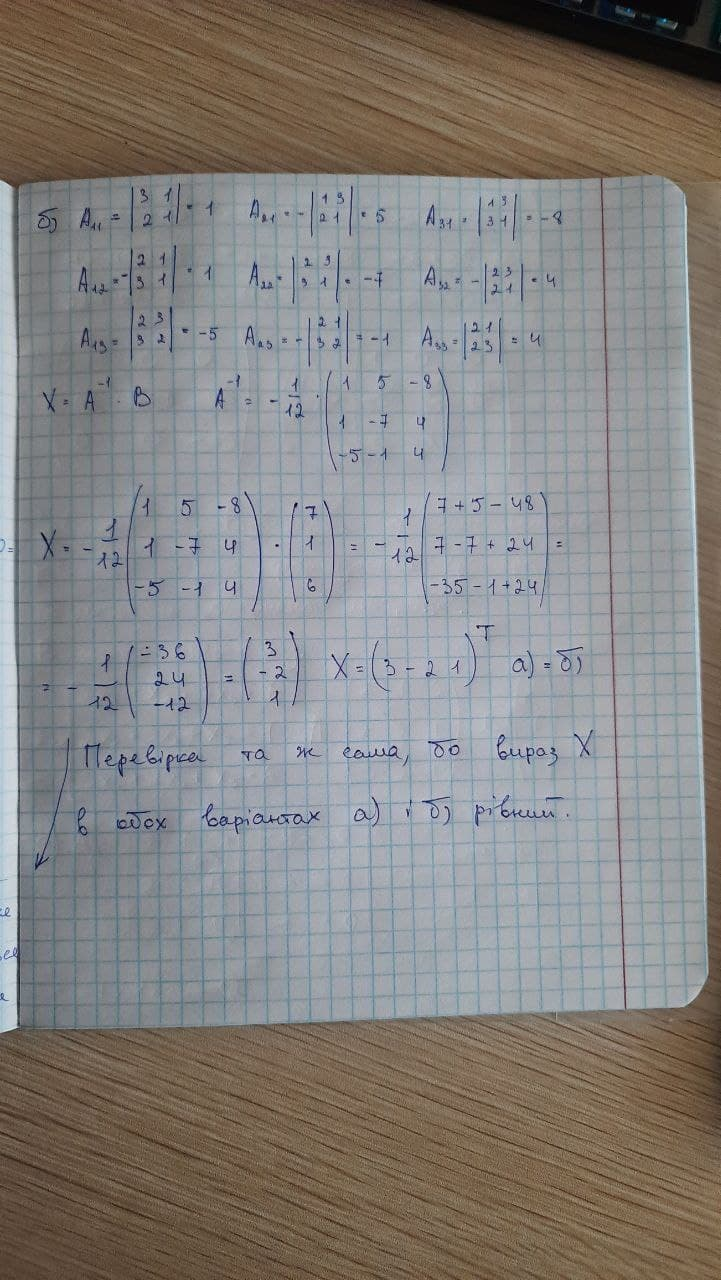 б) A₁₁ = |3 1; 2 1| = 1 A₂₁ = -|1 3; 2 1| = 5 A₃₁ = |1 3; 3 1| = -8
A₁₂ = -|2 1; 3 1| = 1 A₂₂ = |2 3; 3 1| = -7 A₃₂ = -|2 3; 2 1| = 4
A₁₃ = |2 3; 3 2| = -5 A₂₃ = -|2 1; 3 2| = -1 A₃₃ = |2 1; 2 3| = 4
X = A⁻¹ · B A⁻¹ = -1/12 · (1 5 -8; 1 -7 4; -5 -1 4)
X = -1/12 (1 5 -8; 1 -7 4; -5 -1 4) · (7; 1; 6) = -1/12 (7+5-48; 7-7+24; -35-1+24) =
= -1/12 (-36; 24; -12) = (3; -2; 1) X = (3 -2 1)ᵀ а) = б)
Перевірка та ж сама, бо вираз X
в обох варіантах а) і б) рівний.